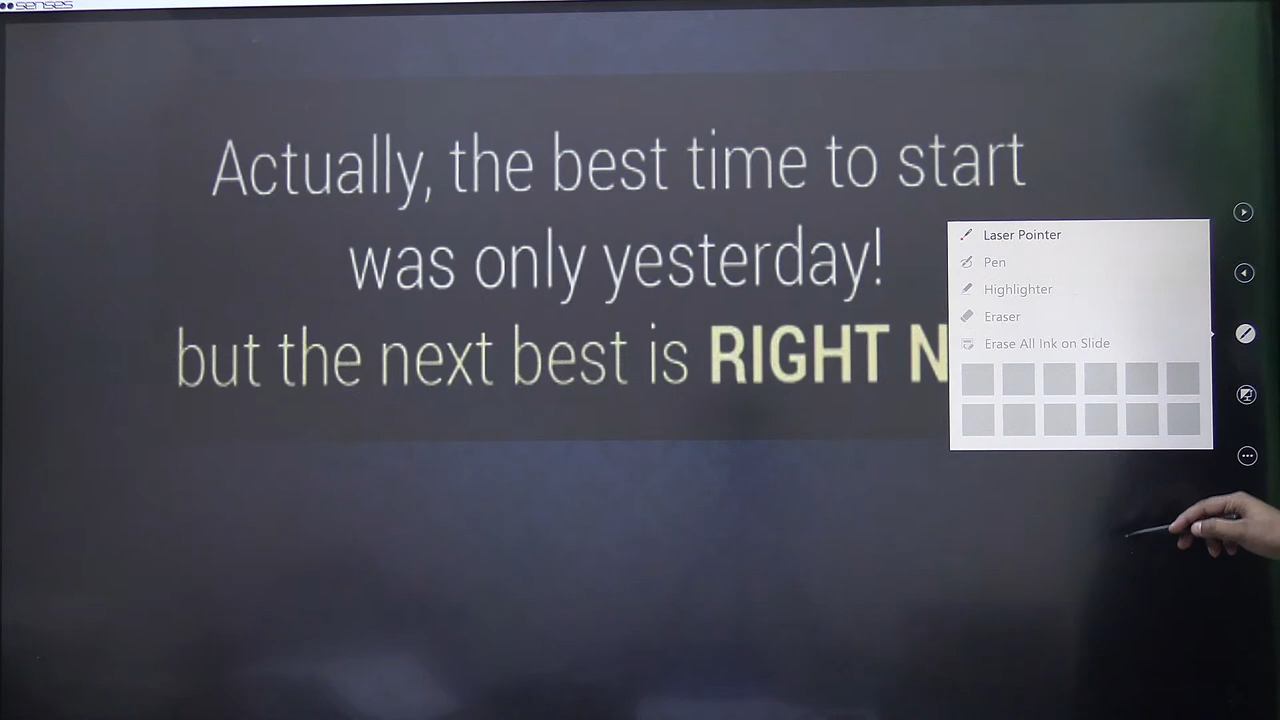 senses
Actually, the best time to start
was only yesterday!
but the next best is RIGHT N
Laser Pointer
Pen
Highlighter
Eraser
Erase All Ink on Slide